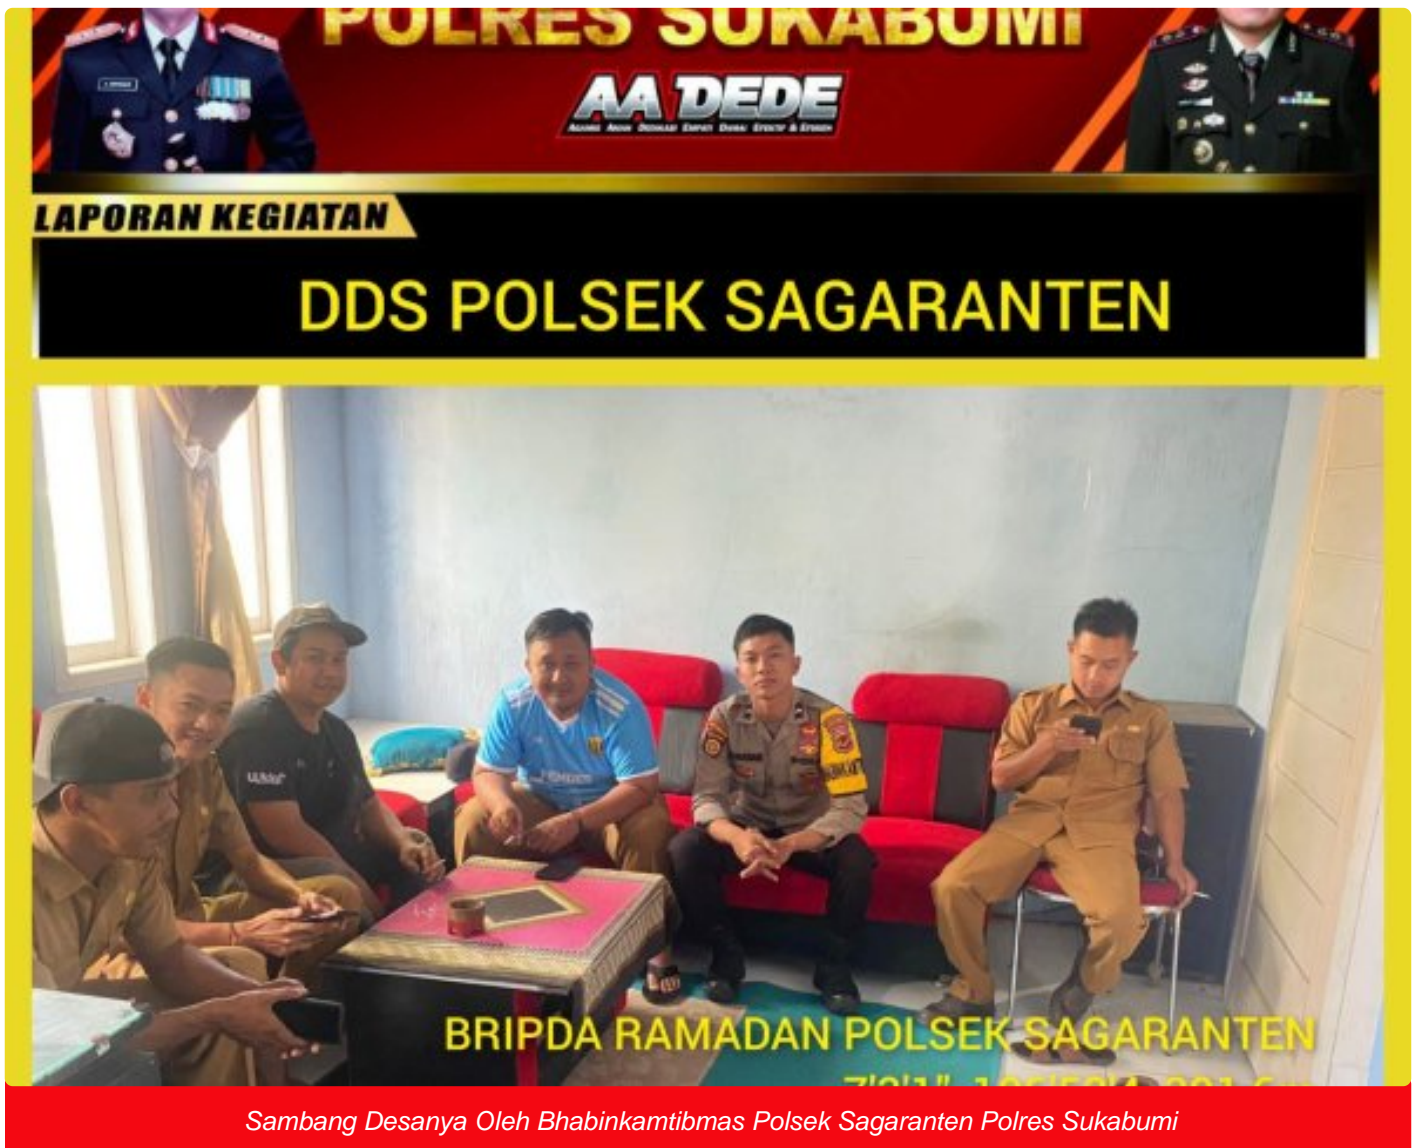 POLRES SUKABUMI
AA DEDE
LAPORAN KEGIATAN
DDS POLSEK SAGARANTEN
BRIPDA RAMADAN POLSEK SAGARANTEN
Sambang Desanya Oleh Bhabinkamtibmas Polsek Sagaranten Polres Sukabumi